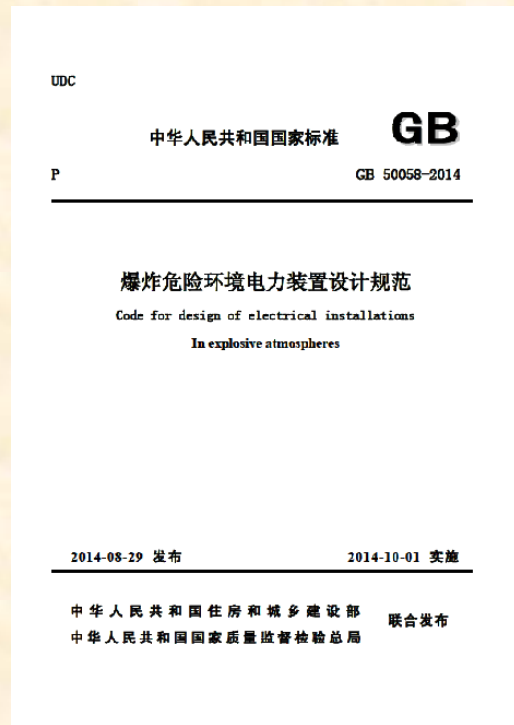 UDC
中华人民共和国国家标准 GB
P GB 50058-2014
爆炸危险环境电力装置设计规范
Code for design of electrical installations
In explosive atmospheres
2014-08-29 发布 2014-10-01 实施
中华人民共和国住房和城乡建设部
中华人民共和国国家质量监督检验总局
联合发布